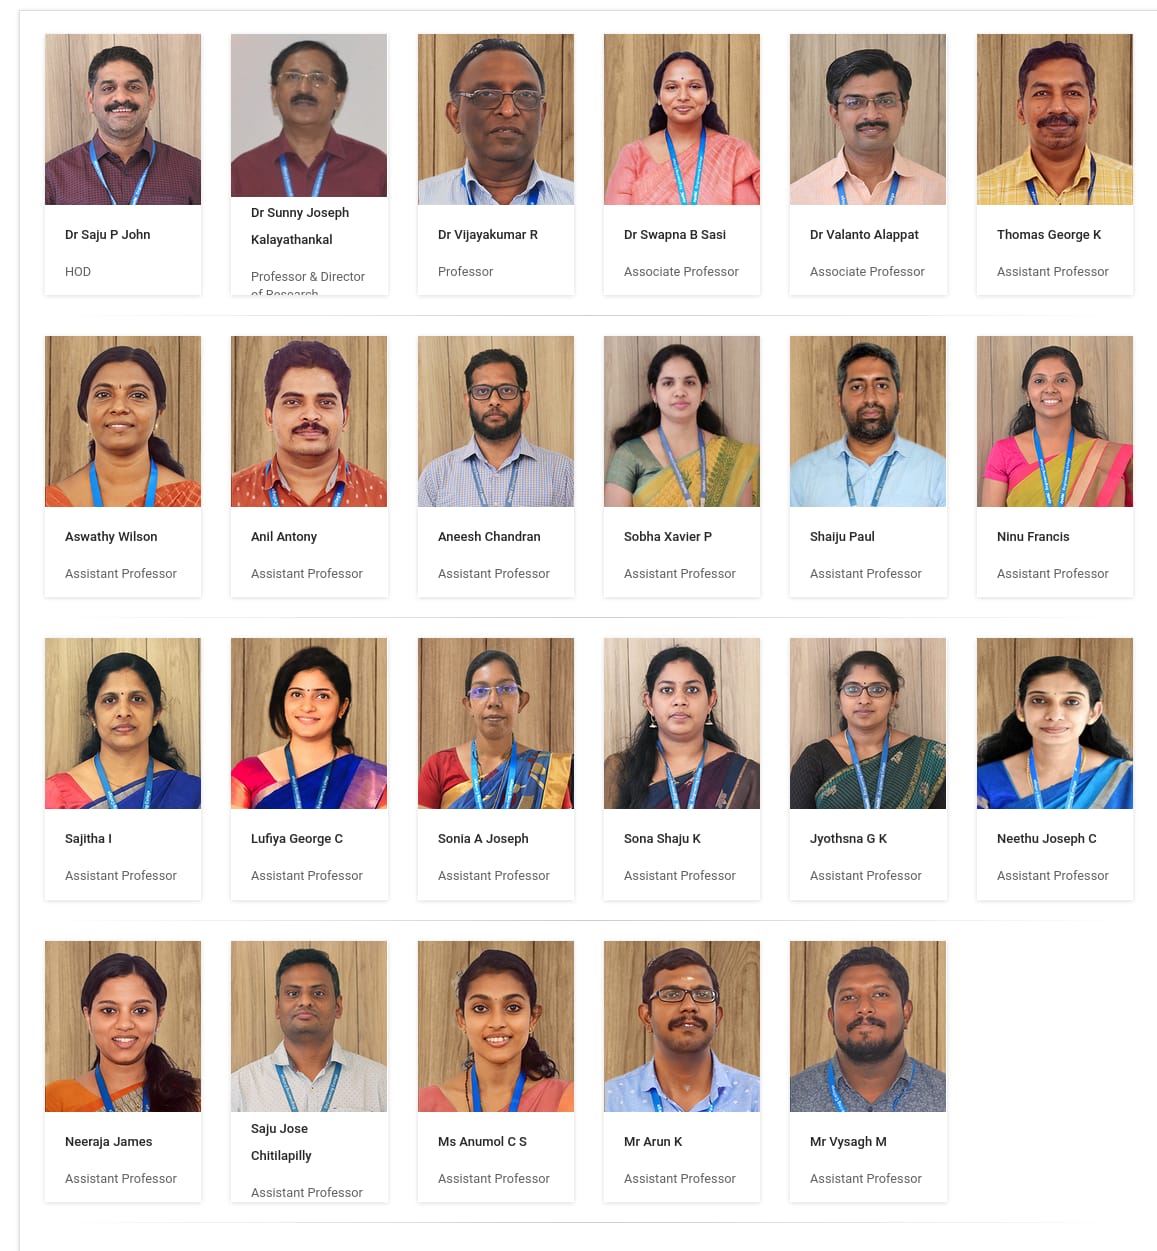 Dr Saju P John
HOD
Dr Sunny Joseph
Kalayathankal
Professor & Director
of Research
Dr Vijayakumar R
Professor
Dr Swapna B Sasi
Associate Professor
Dr Valanto Alappat
Associate Professor
Thomas George K
Assistant Professor
Aswathy Wilson
Assistant Professor
Anil Antony
Assistant Professor
Aneesh Chandran
Assistant Professor
Sobha Xavier P
Assistant Professor
Shaiju Paul
Assistant Professor
Ninu Francis
Assistant Professor
Sajitha I
Assistant Professor
Lufiya George C
Assistant Professor
Sonia A Joseph
Assistant Professor
Sona Shaju K
Assistant Professor
Jyothsna G K
Assistant Professor
Neethu Joseph C
Assistant Professor
Neeraja James
Assistant Professor
Saju Jose
Chitilapilly
Assistant Professor
Ms Anumol C S
Assistant Professor
Mr Arun K
Assistant Professor
Mr Vysagh M
Assistant Professor